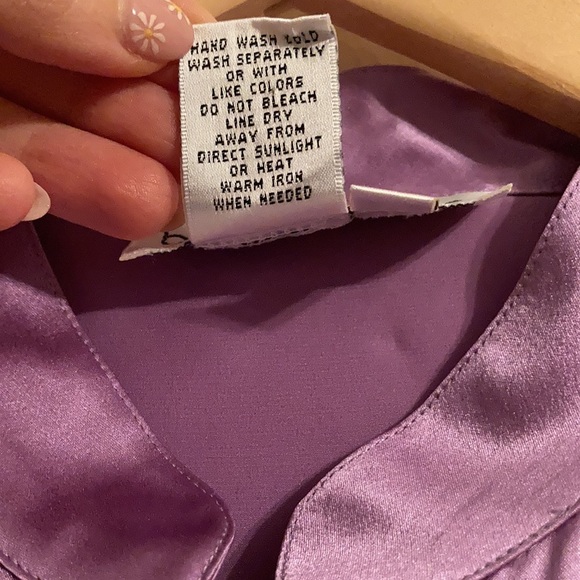 HAND WASH COLD
WASH SEPARATELY
OR WITH
LIKE COLORS
DO NOT BLEACH
LINE DRY
AWAY FROM
DIRECT SUNLIGHT
OR HEAT
WARM IRON
WHEN NEEDED